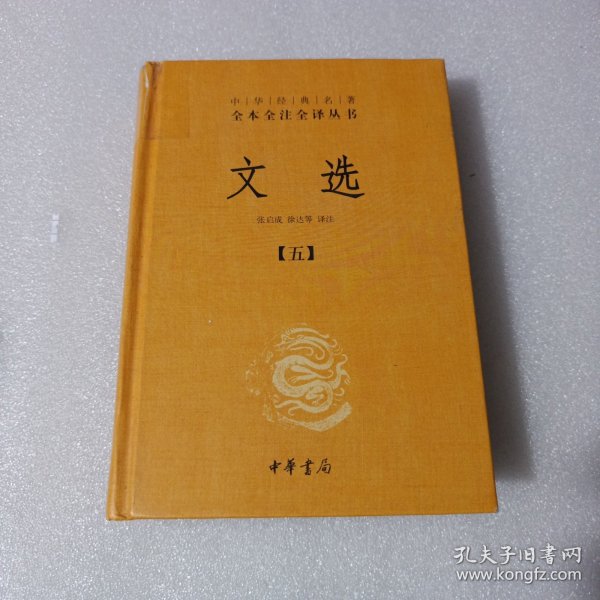 中|华|经|典|名|著
全本全注全译丛书
文选
张启成 徐达等 译注
【五】
中華書局
孔夫子旧书网
www.kongfz.com